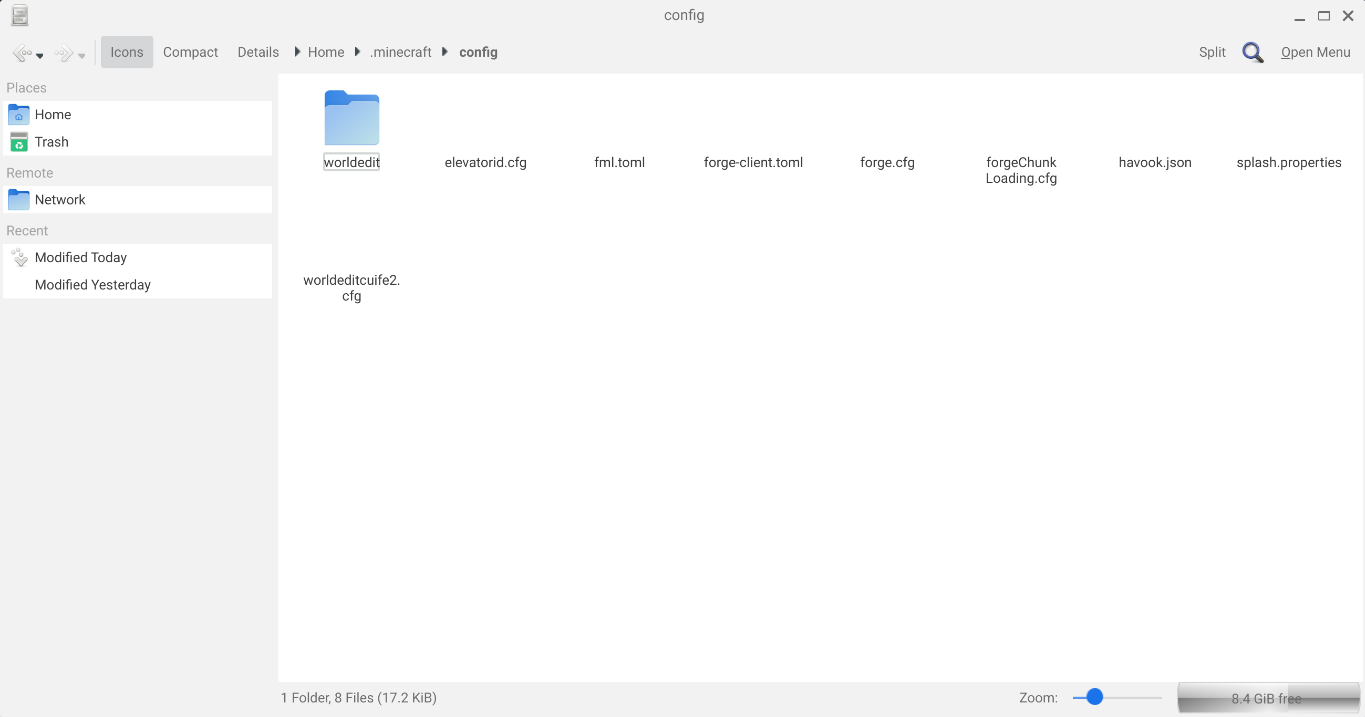 config
Icons Compact Details Home .minecraft config Split Open Menu
Places
Home
Trash
Remote
Network
Recent
Modified Today
Modified Yesterday
worldedit elevatorid.cfg fml.toml forge-client.toml forge.cfg forgeChunk havook.json splash.properties
Loading.cfg
worldeditcuife2.
cfg
1 Folder, 8 Files (17.2 KiB) Zoom: 8.4 GiB free